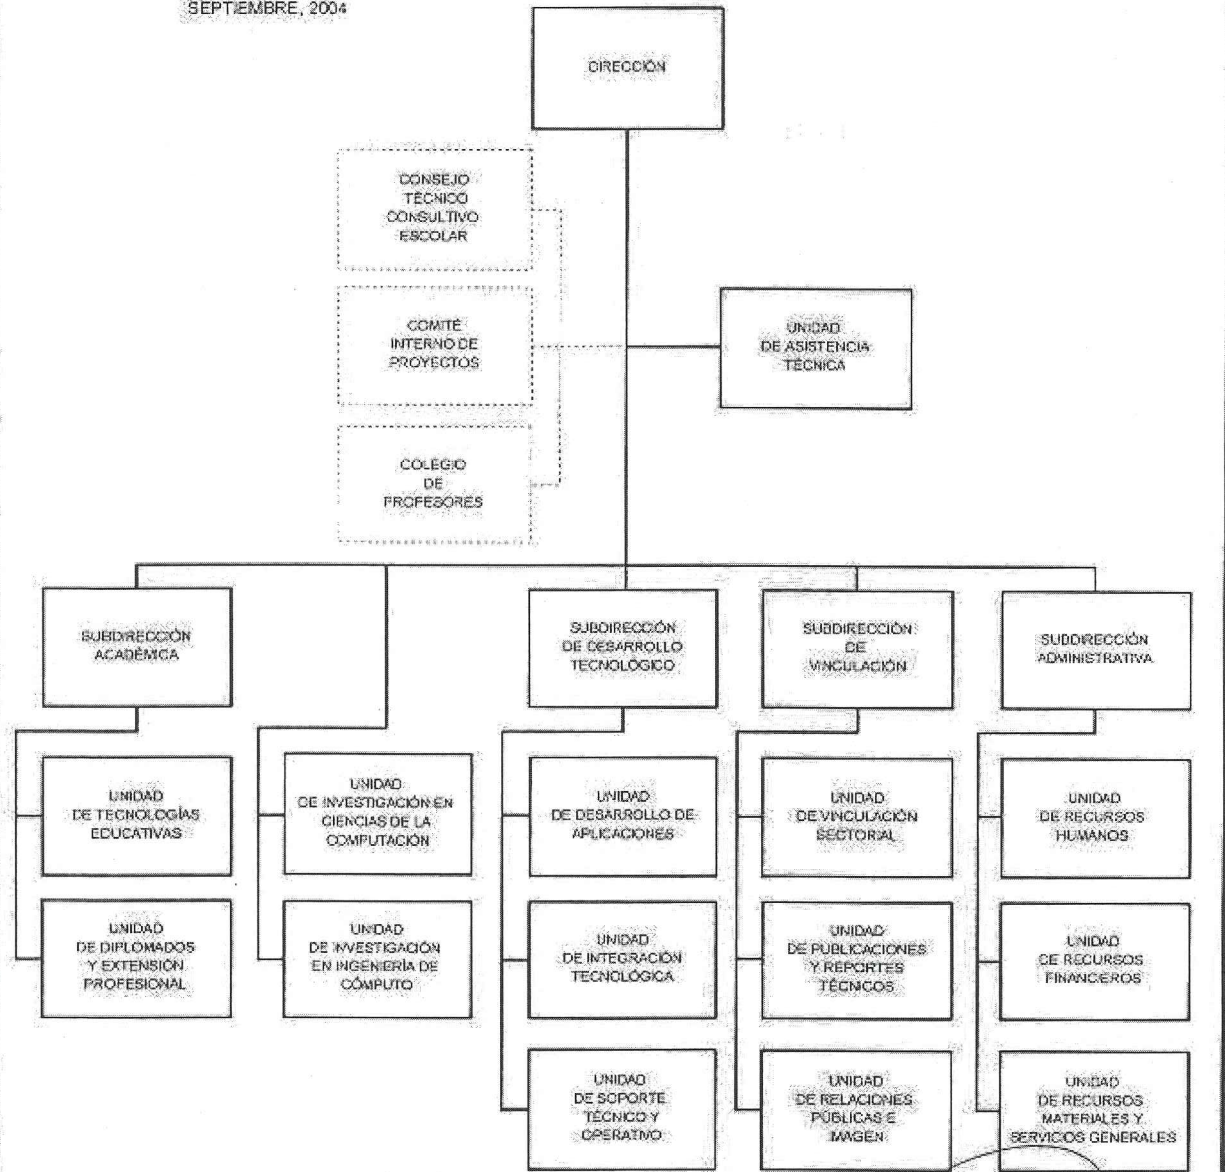 SEPTIEMBRE, 2004
DIRECCIÓN
CONSEJO
TÉCNICO
CONSULTIVO
ESCOLAR
COMITÉ
INTERNO DE
PROYECTOS
UNIDAD
DE ASISTENCIA
TÉCNICA
COLEGIO
DE
PROFESORES
SUBDIRECCIÓN
ACADÉMICA
SUBDIRECCIÓN
DE DESARROLLO
TECNOLÓGICO
SUBDIRECCIÓN
DE
VINCULACIÓN
SUBDIRECCIÓN
ADMINISTRATIVA
UNIDAD
DE TECNOLOGÍAS
EDUCATIVAS
UNIDAD
DE INVESTIGACIÓN EN
CIENCIAS DE LA
COMPUTACIÓN
UNIDAD
DE DESARROLLO DE
APLICACIONES
UNIDAD
DE VINCULACIÓN
SECTORIAL
UNIDAD
DE RECURSOS
HUMANOS
UNIDAD
DE DIPLOMADOS
Y EXTENSIÓN
PROFESIONAL
UNIDAD
DE INVESTIGACIÓN
EN INGENIERÍA DE
CÓMPUTO
UNIDAD
DE INTEGRACIÓN
TECNOLÓGICA
UNIDAD
DE PUBLICACIONES
Y REPORTES
TÉCNICOS
UNIDAD
DE RECURSOS
FINANCIEROS
UNIDAD
DE SOPORTE
TÉCNICO Y
OPERATIVO
UNIDAD
DE RELACIONES
PÚBLICAS E
IMAGEN
UNIDAD
DE RECURSOS
MATERIALES Y
SERVICIOS GENERALES